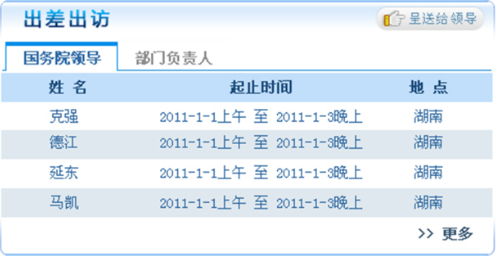 出差出访 呈送给领导
国务院领导 部门负责人
姓 名 起止时间 地 点
克强 2011-1-1上午 至 2011-1-3晚上 湖南
德江 2011-1-1上午 至 2011-1-3晚上 湖南
延东 2011-1-1上午 至 2011-1-3晚上 湖南
马凯 2011-1-1上午 至 2011-1-3晚上 湖南
>> 更多